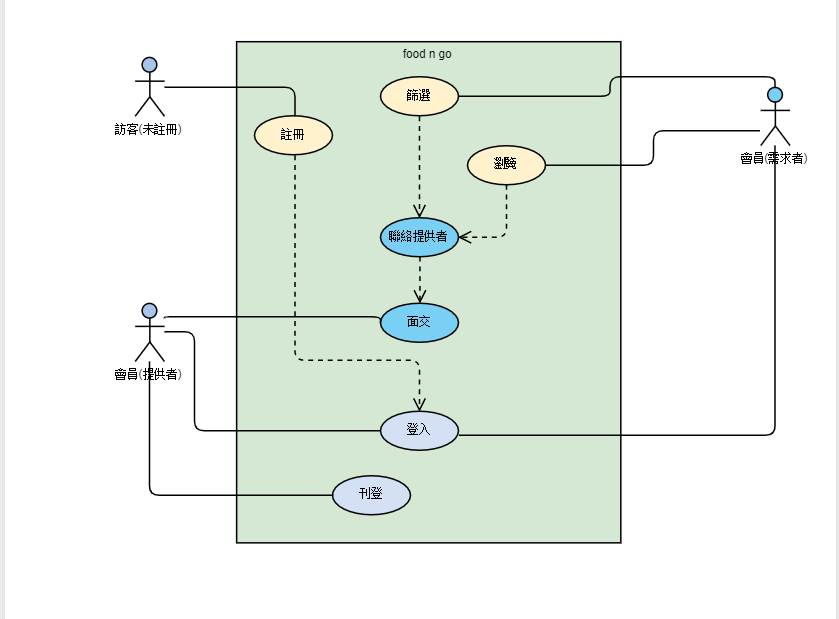 food n go
訪客(未註冊)
篩選
註冊
瀏覽
會員(需求者)
聯絡提供者
會員(提供者)
面交
登入
刊登